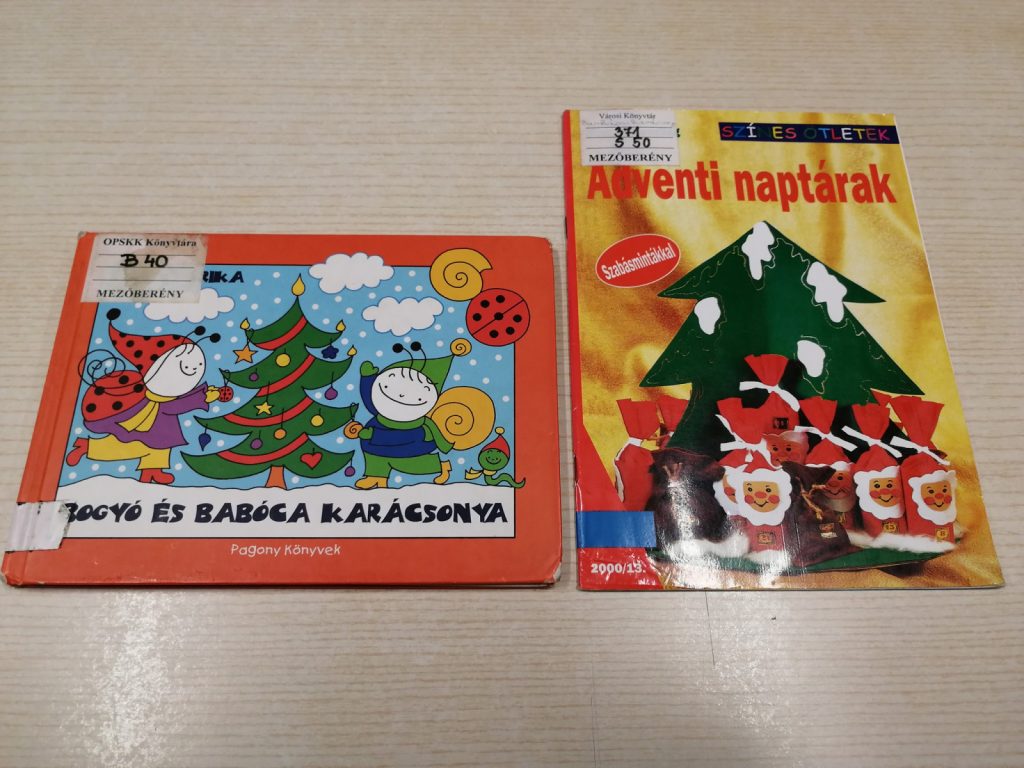 OPSKK Könyvtára
B 40
MEZŐBERÉNY
RIKA
BOGYÓ ÉS BABÓCA KARÁCSONYA
Pagony Könyvek
Városi Könyvtár
371
S 50
MEZŐBERÉNY
SZÍNES ÖTLETEK
Adventi naptárak
Szabásmintákkal
2000/13.